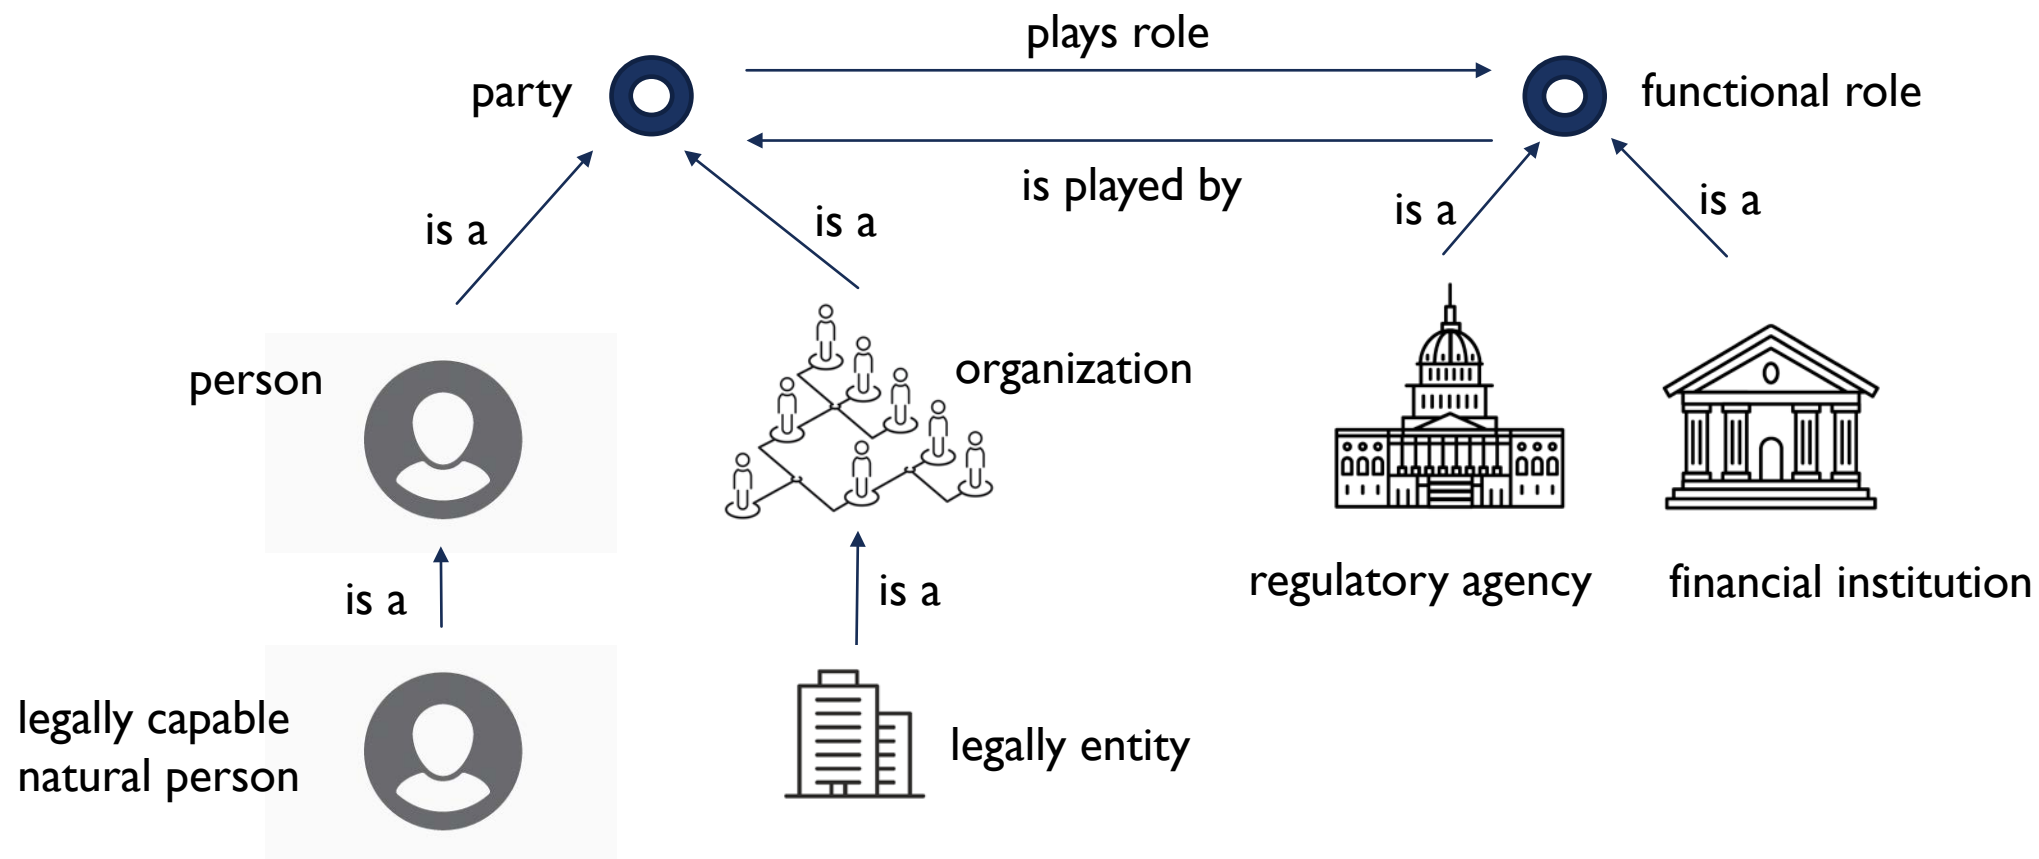 plays role
party
functional role
is played by
is a
is a
is a
is a
person
organization
regulatory agency
financial institution
is a
is a
legally capable
natural person
legally entity